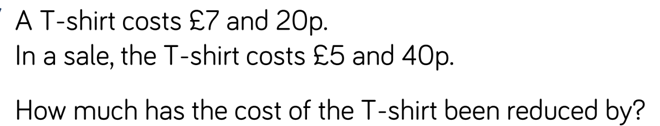 A T-shirt costs £7 and 20p.
In a sale, the T-shirt costs £5 and 40p.
How much has the cost of the T-shirt been reduced by?